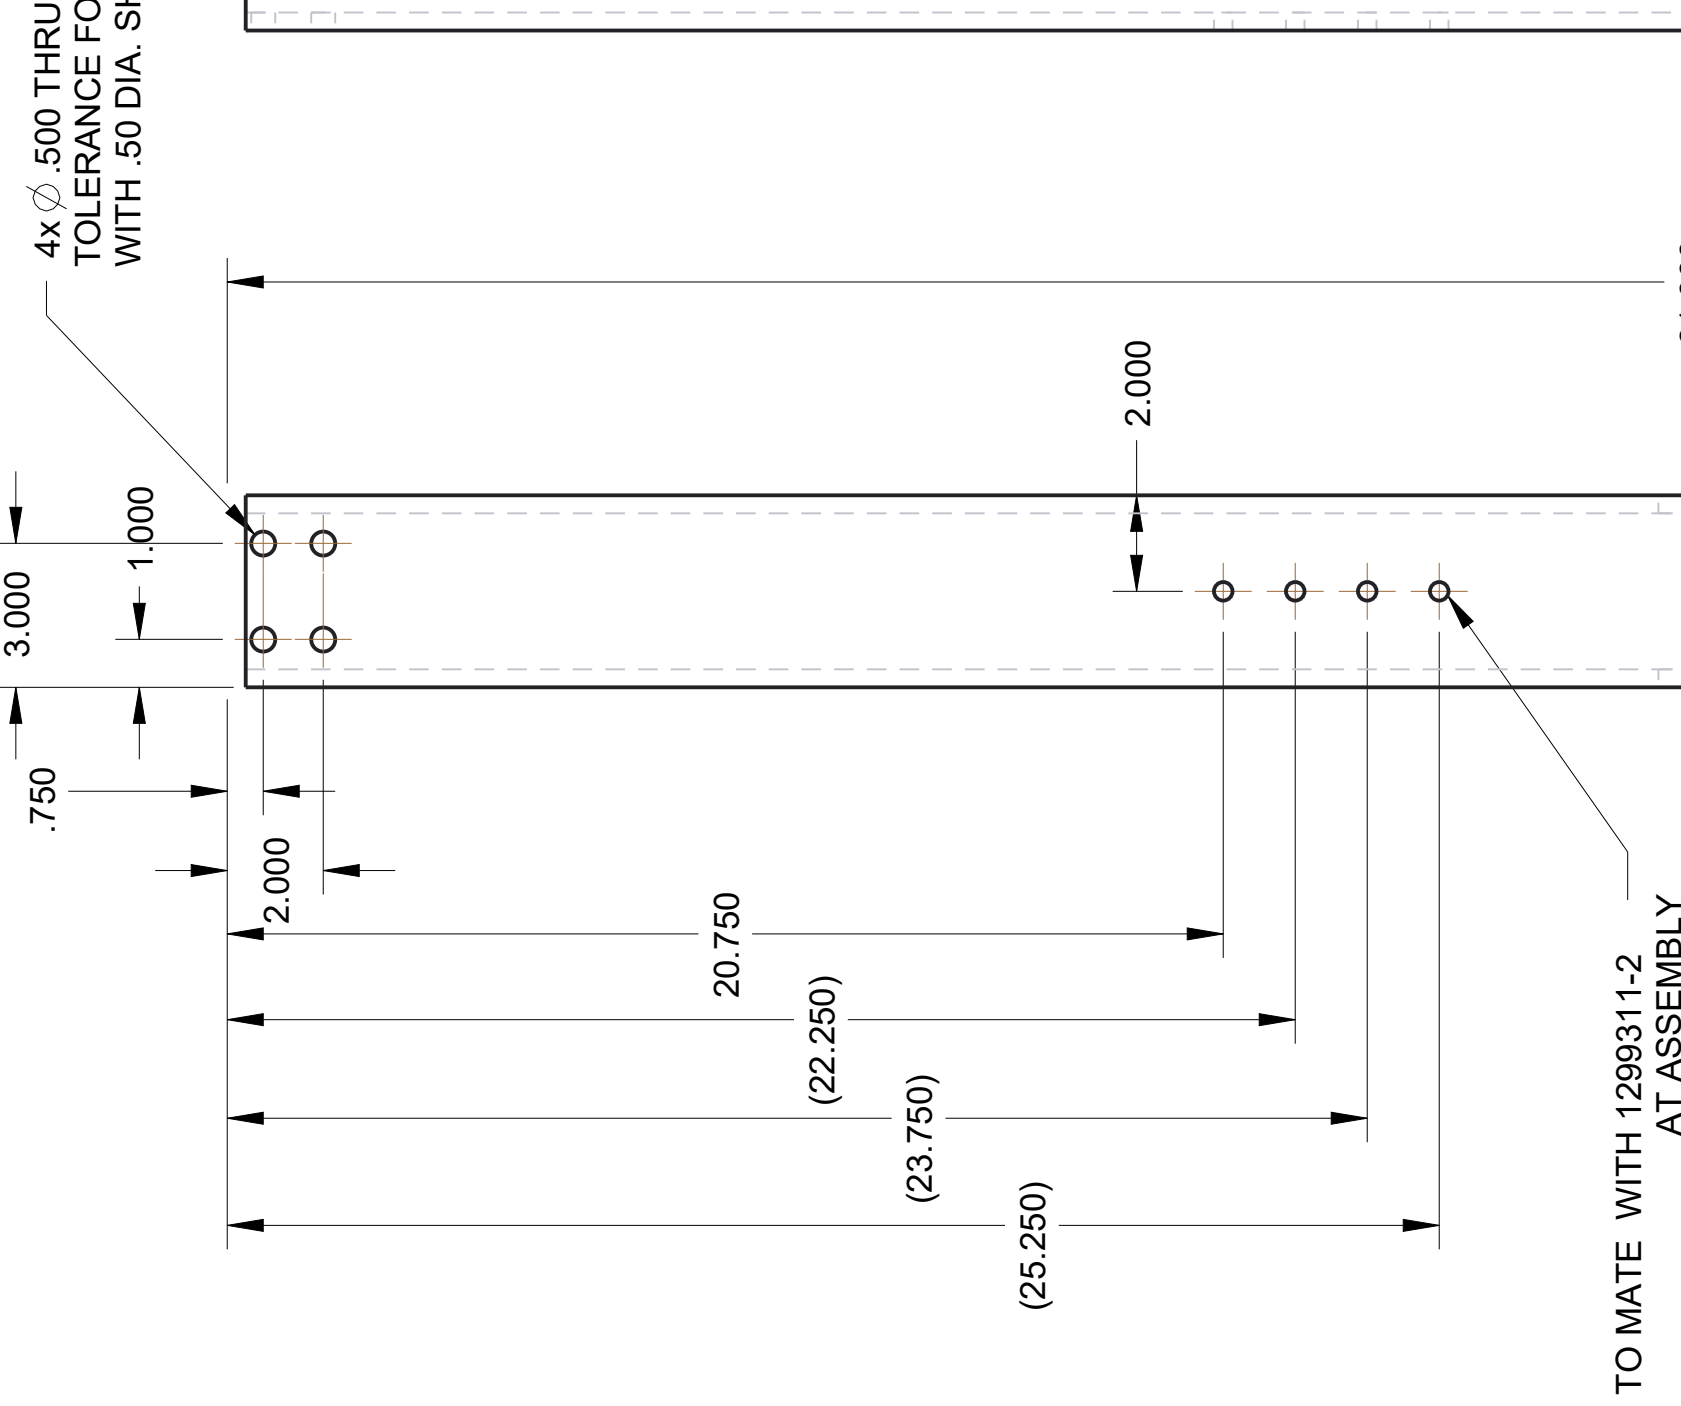 4x ∅ .500 THRU
TOLERANCE
WITH .50 DIA.
3.000
1.000
.750
2.000
2.000
20.750
(22.250)
(23.750)
(25.250)
TO MATE WITH 1299311-2
AT ASSEMBLY